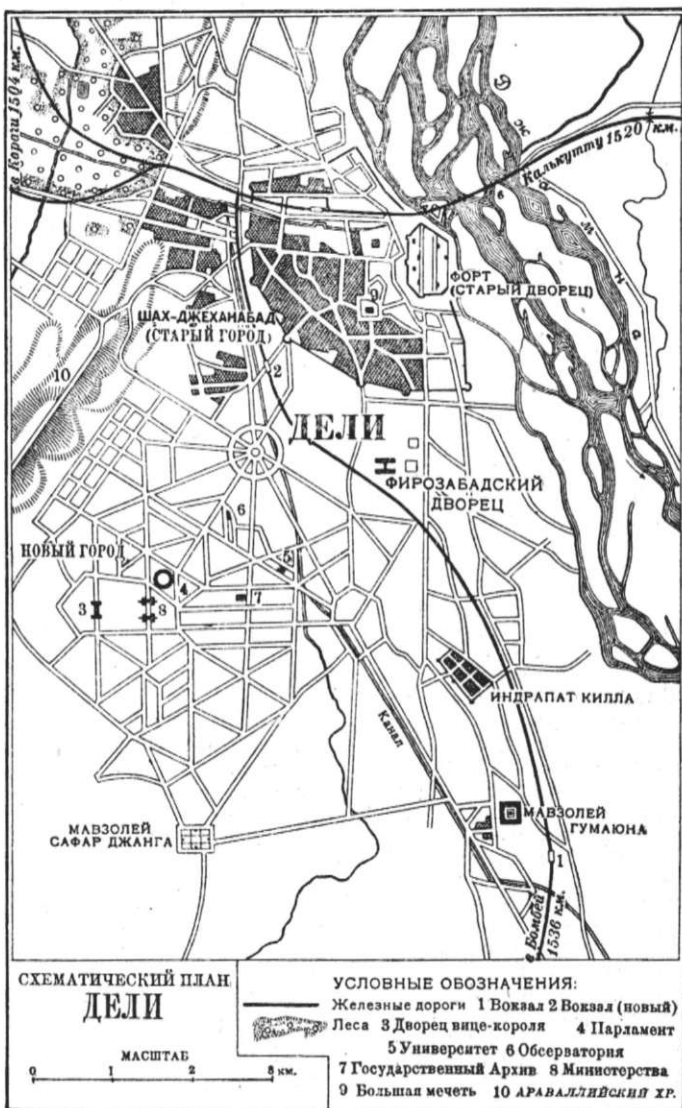 в Корачи 1504 км.
Джамна
в Калькутту 1520 км.
ФОРТ
(СТАРЫЙ ДВОРЕЦ)
9
ШАХ-ДЖЕХАНАБАД
(СТАРЫЙ ГОРОД)
10
2
ДЕЛИ
ФИРОЗАБАДСКИЙ
ДВОРЕЦ
6
НОВЫЙ ГОРОД
5
4
3
8
7
ИНДРАПАТ КИЛЛА
Канал
МАВЗОЛЕЙ
САФАР ДЖАНГА
МАВЗОЛЕЙ
ГУМАЮНА
1
в Бомбей
1536 км.
СХЕМАТИЧЕСКИЙ ПЛАН
ДЕЛИ
МАСШТАБ
0 1 2 3 км.
УСЛОВНЫЕ ОБОЗНАЧЕНИЯ:
Железные дороги 1 Вокзал 2 Вокзал (новый)
Леса 3 Дворец вице-короля 4 Парламент
5 Университет 6 Обсерватория
7 Государственный Архив 8 Министерства
9 Большая мечеть 10 АРАВАЛЛИЙСКИЙ ХР.